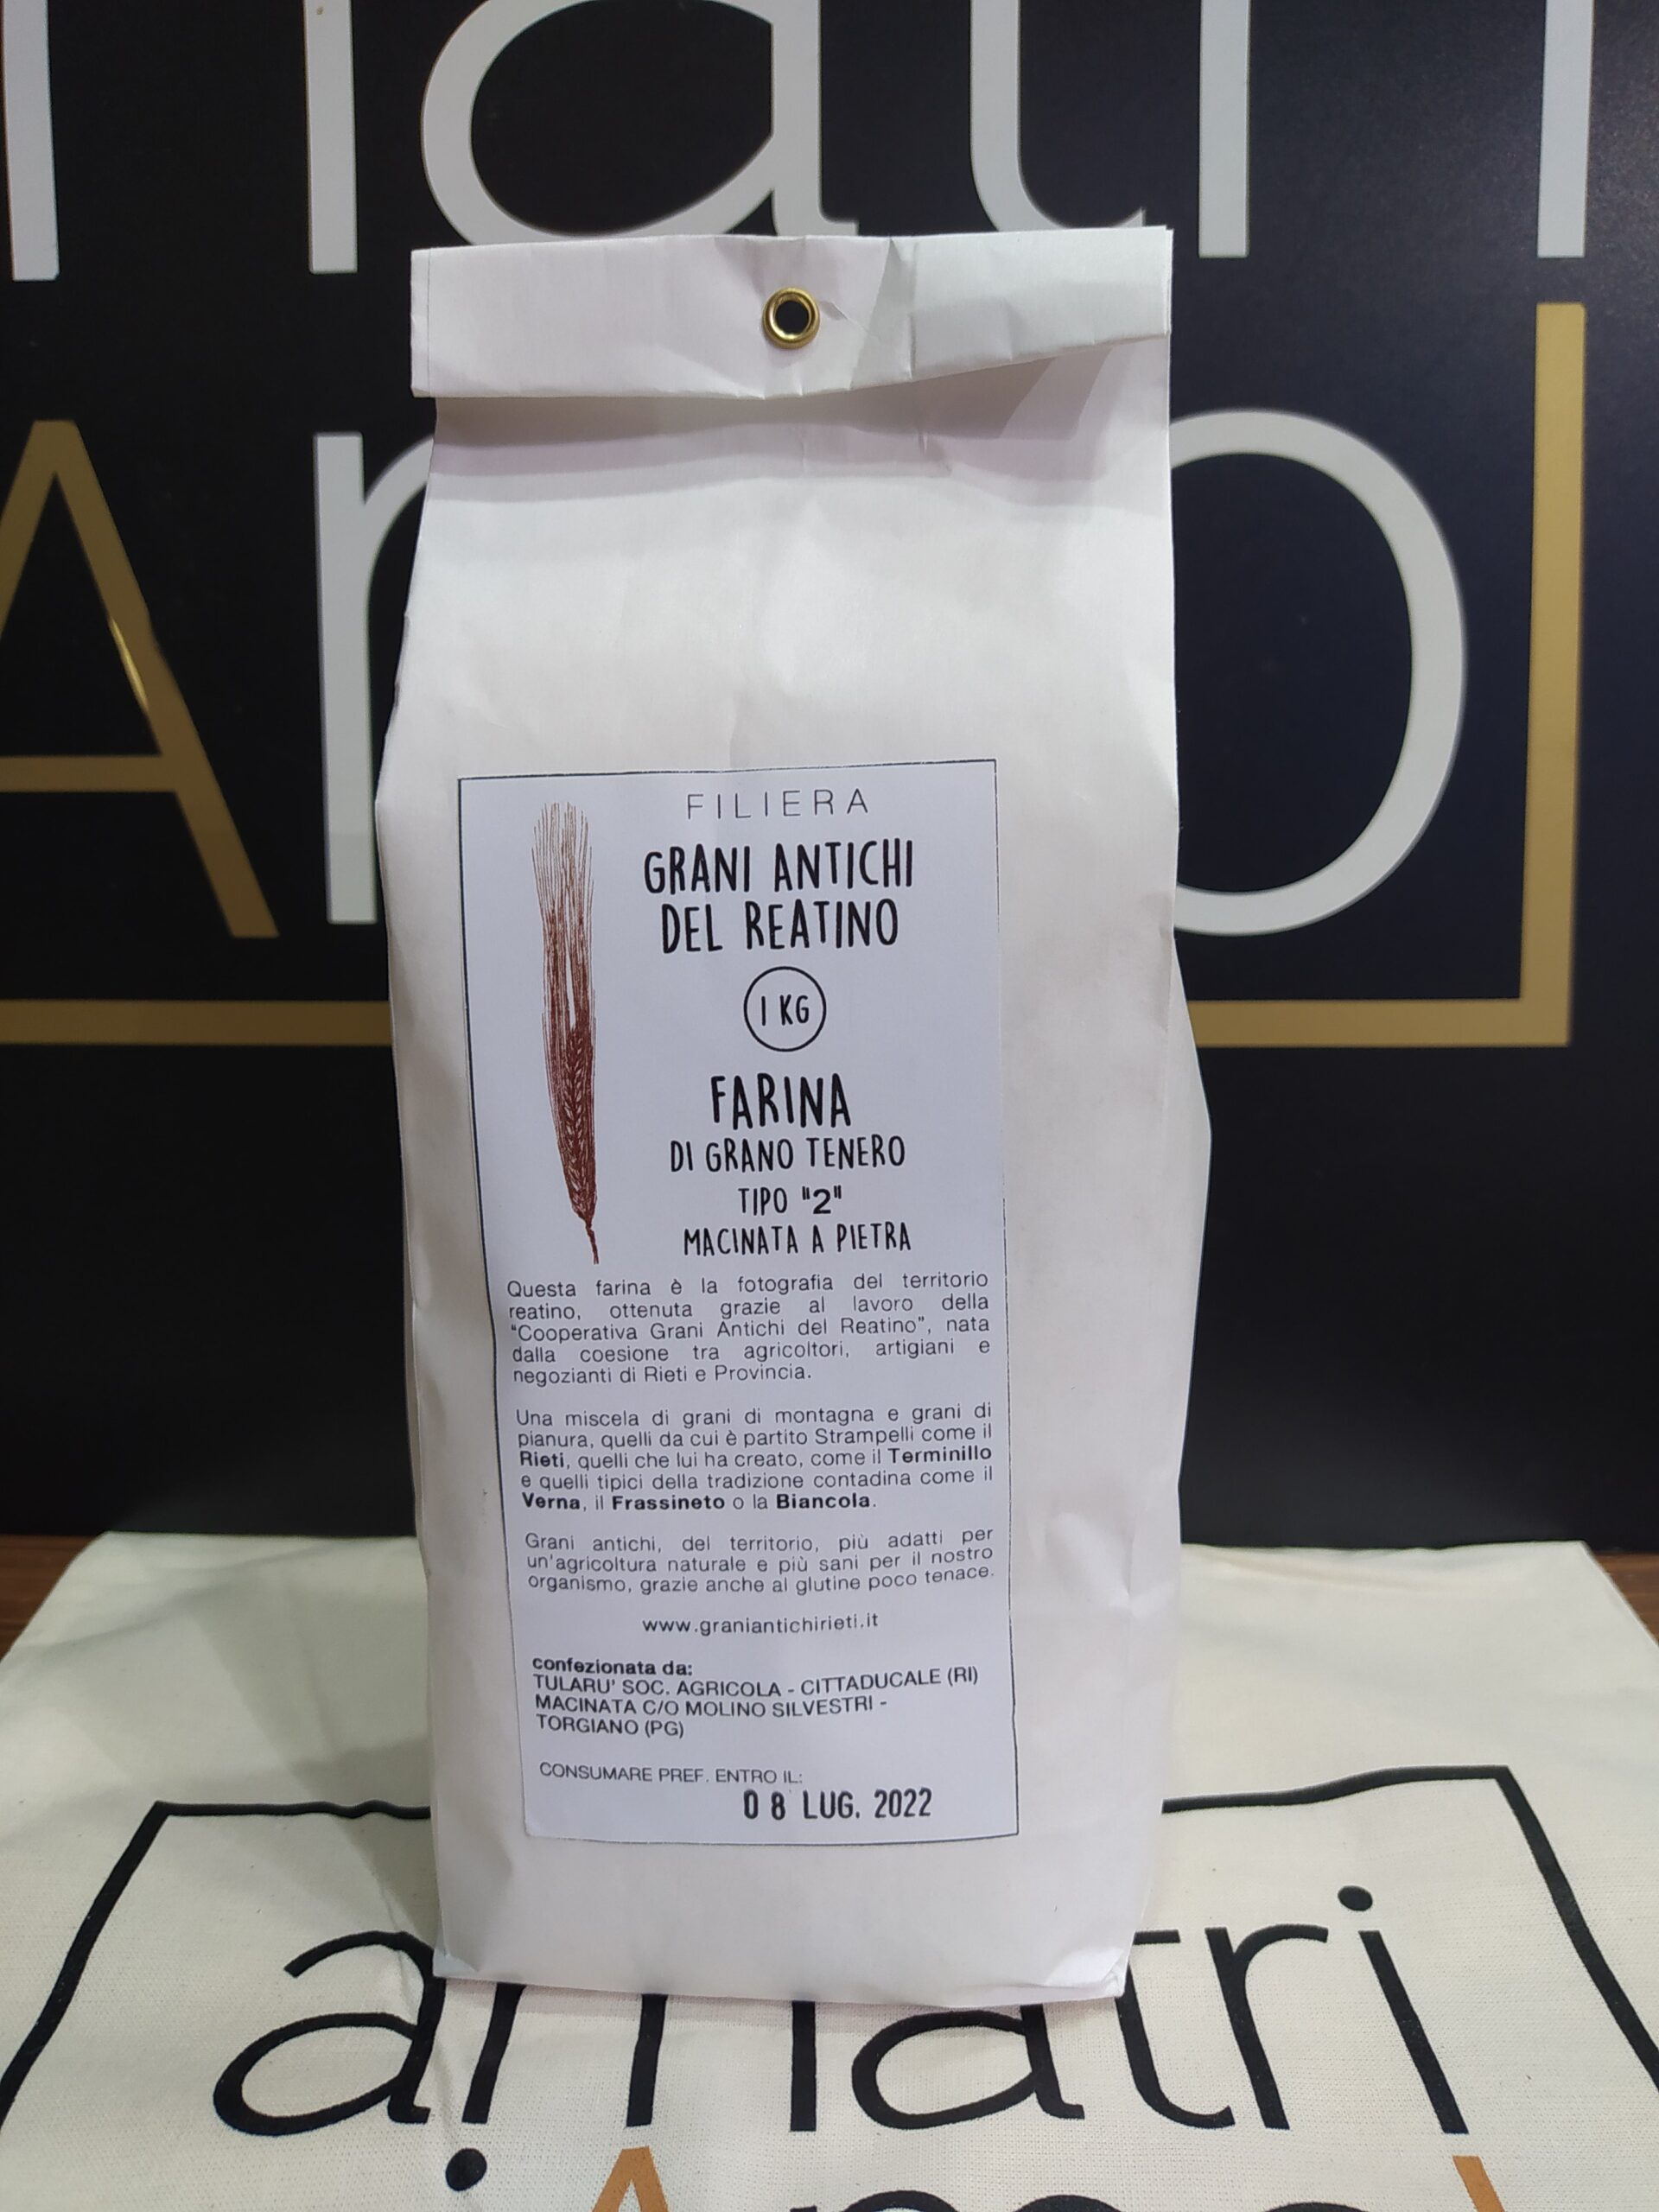 FILIERA
GRANI ANTICHI
DEL REATINO
1 KG
FARINA
DI GRANO TENERO
TIPO "2"
MACINATA A PIETRA
Questa farina è la fotografia del territorio
reatino, ottenuta grazie al lavoro della
"Cooperativa Grani Antichi del Reatino", nata
dalla coesione tra agricoltori, artigiani e
negozianti di Rieti e Provincia.
Una miscela di grani di montagna e grani di
pianura, quelli da cui è partito Strampelli come il
Rieti, quelli che lui ha creato, come il Terminillo
e quelli tipici della tradizione contadina come il
Verna, il Frassineto o la Biancola.
Grani antichi, del territorio, più adatti per
un'agricoltura naturale e più sani per il nostro
organismo, grazie anche al glutine poco tenace.
www.graniantichirieti.it
confezionata da:
TULARU' SOC. AGRICOLA - CITTADUCALE (RI)
MACINATA C/O MOLINO SILVESTRI -
TORGIANO (PG)
CONSUMARE PREF. ENTRO IL:
08 LUG. 2022
amatri